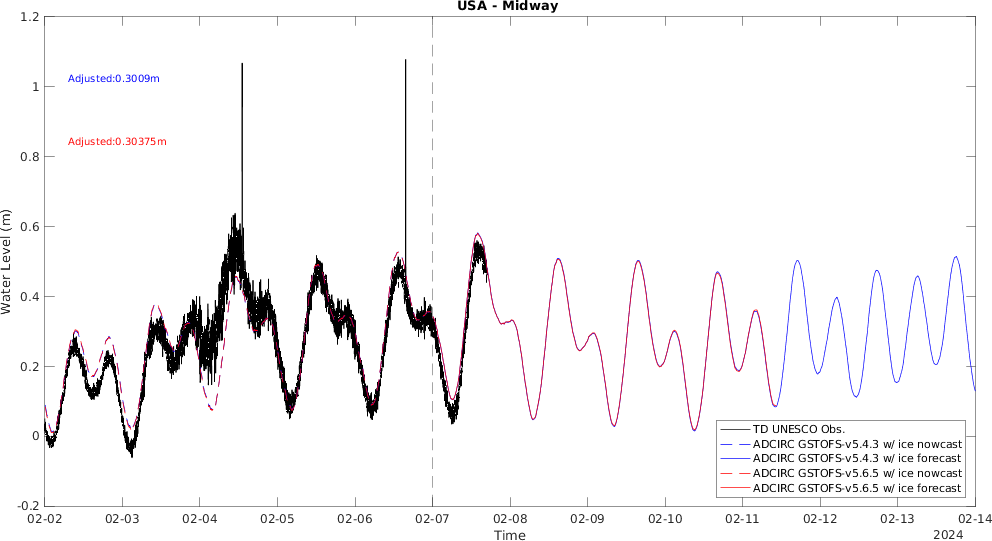 USA - Midway
1.2
1
0.8
0.6
0.4
0.2
0
-0.2
Water Level (m)
Adjusted:0.3009m
Adjusted:0.30375m
TD UNESCO Obs.
ADCIRC GSTOFS-v5.4.3 w/ ice nowcast
ADCIRC GSTOFS-v5.4.3 w/ ice forecast
ADCIRC GSTOFS-v5.6.5 w/ ice nowcast
ADCIRC GSTOFS-v5.6.5 w/ ice forecast
02-02 02-03 02-04 02-05 02-06 02-07 02-08 02-09 02-10 02-11 02-12 02-13 02-14
Time
2024